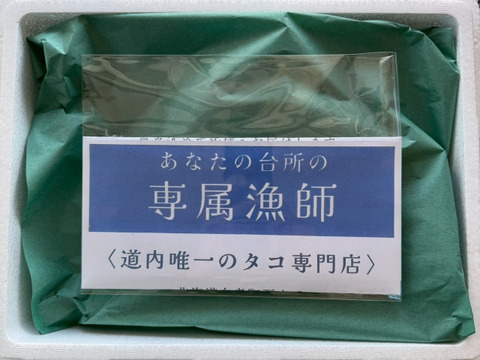 あなたの台所の
専属漁師
〈道内唯一のタコ専門店〉